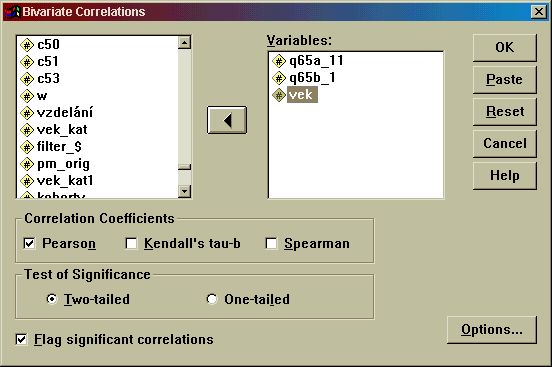 Bivariate Correlations
c50
c51
c53
w
vzdelání
vek_kat
filter_$
pm_orig
vek_kat1
kohorty
Variables:
q65a_11
q65b_1
vek
OK
Paste
Reset
Cancel
Help
Correlation Coefficients
Pearson
Kendall's tau-b
Spearman
Test of Significance
Two-tailed
One-tailed
Flag significant correlations
Options...